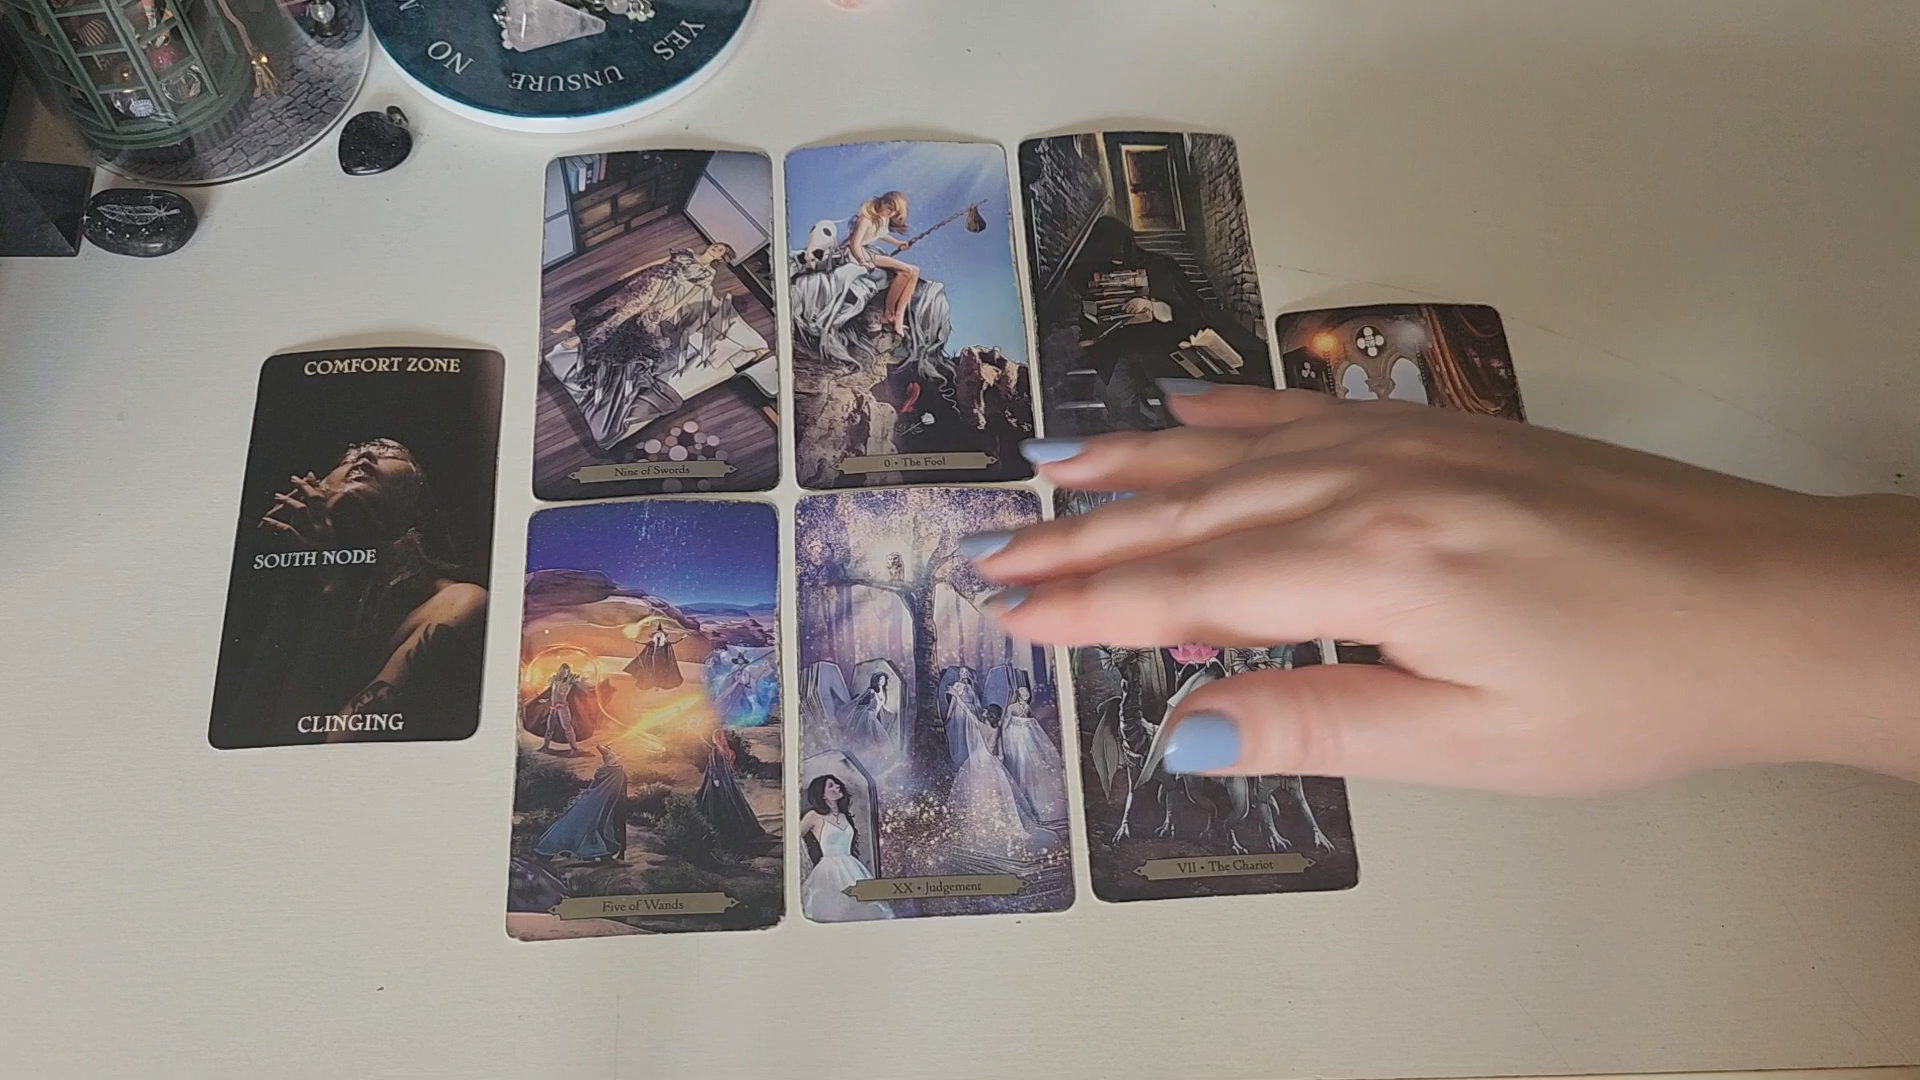 M
NO
UNSURE
YES
COMFORT ZONE
SOUTH NODE
CLINGING
Nine of Swords
0 • The Fool
Five of Wands
XX • Judgement
VII • The Chariot